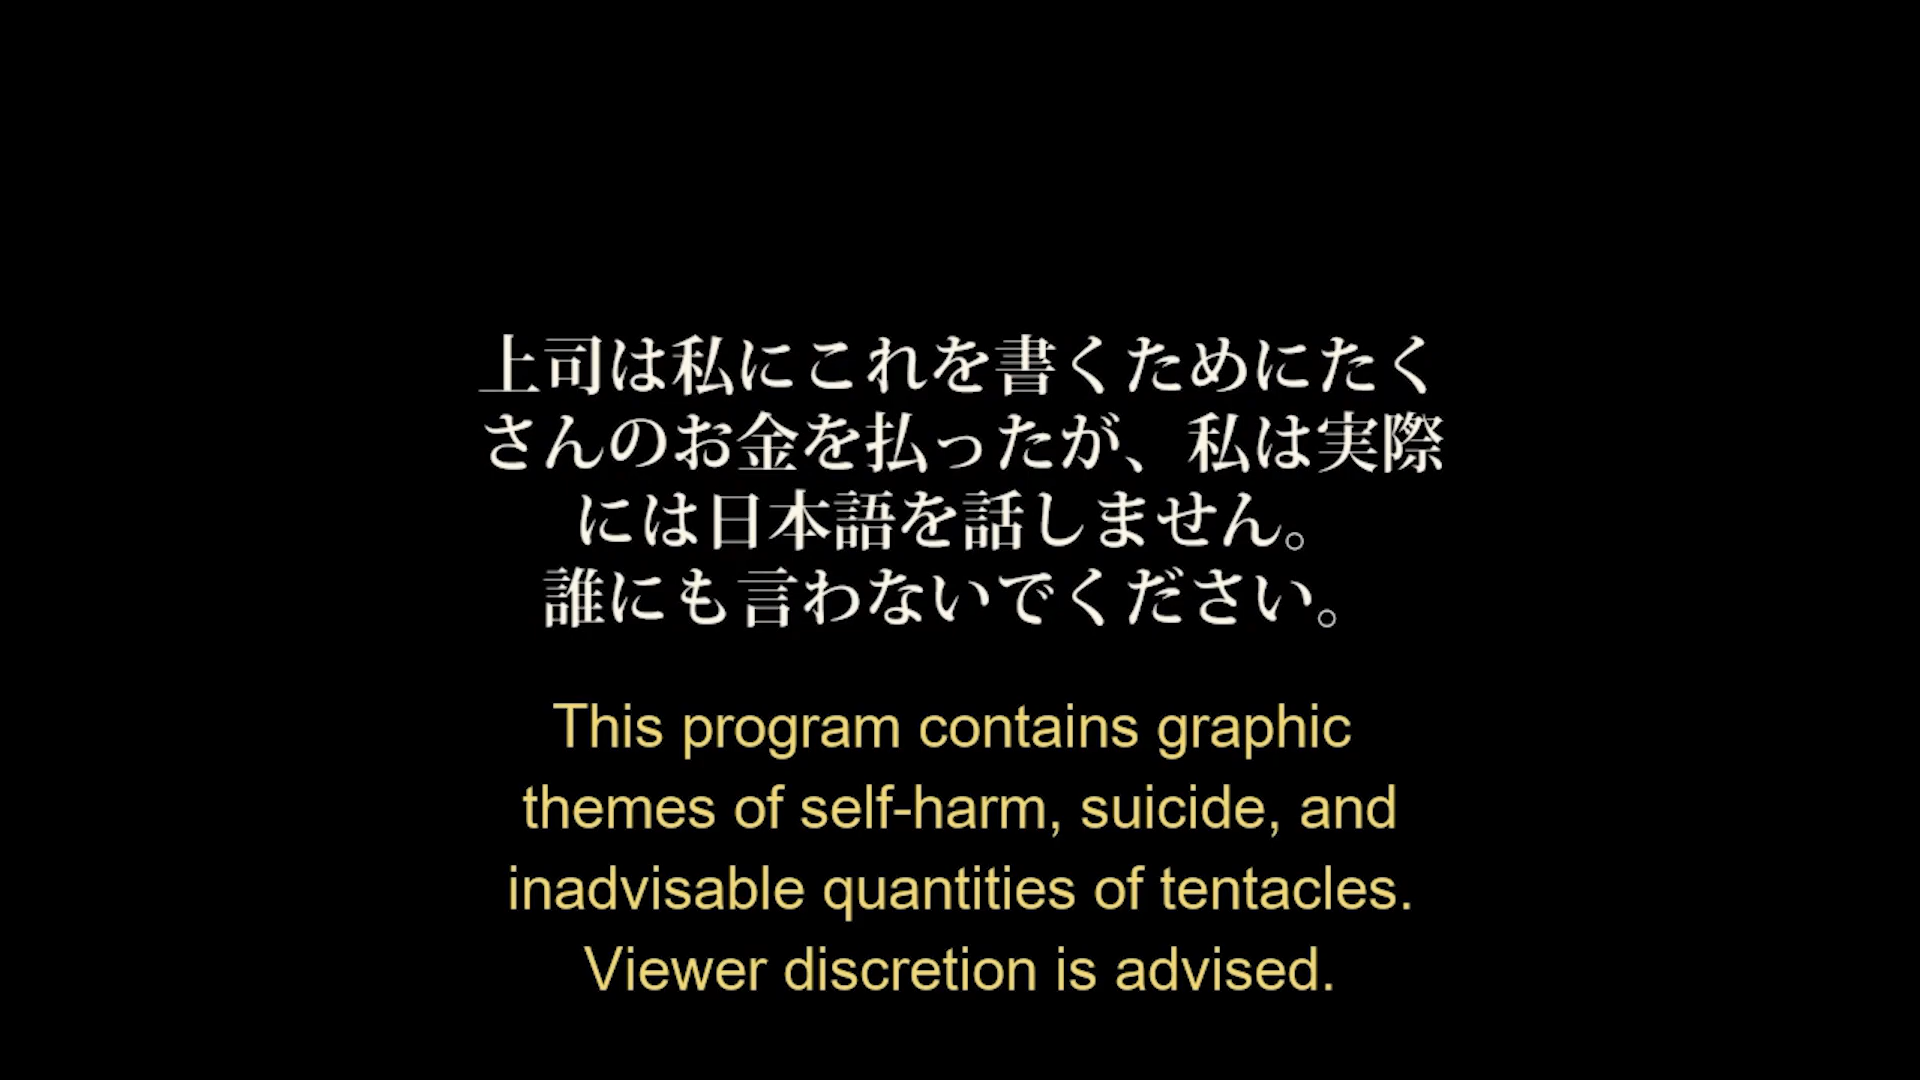 上司は私にこれを書くためにたく
さんのお金を払ったが、私は実際
には日本語を話しません。
誰にも言わないでください。
This program contains graphic
themes of self-harm, suicide, and
inadvisable quantities of tentacles.
Viewer discretion is advised.